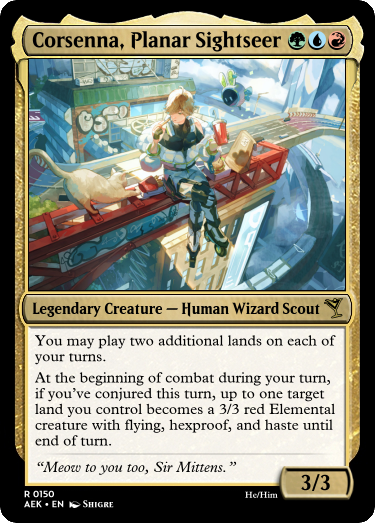 Corsenna, Planar Sightseer
Legendary Creature — Human Wizard Scout
You may play two additional lands on each of
your turns.
At the beginning of combat during your turn,
if you've conjured this turn, up to one target
land you control becomes a 3/3 red Elemental
creature with flying, hexproof, and haste until
end of turn.
“Meow to you too, Sir Mittens.”
3/3
R 0150
He/Him
AEK • EN Shigre